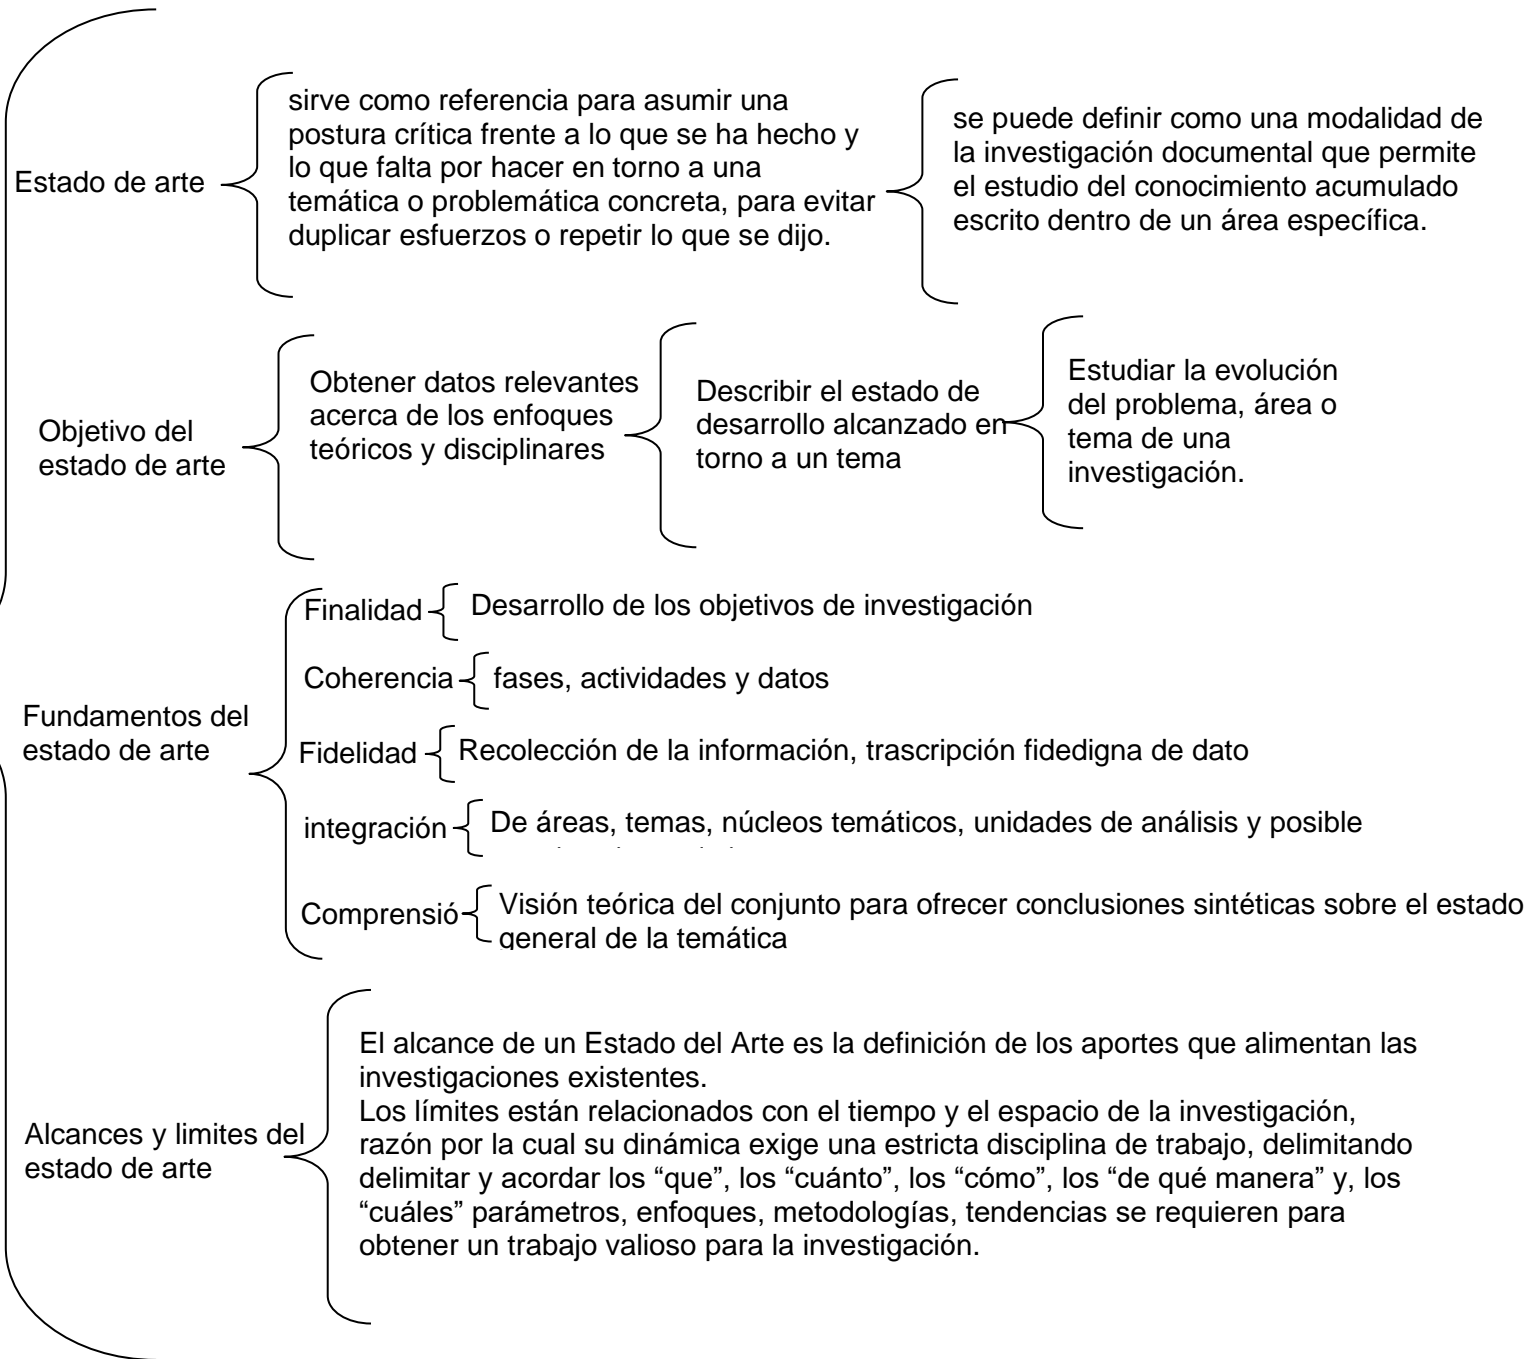 Estado de arte
sirve como referencia para asumir una
postura crítica frente a lo que se ha hecho y
lo que falta por hacer en torno a una
temática o problemática concreta, para evitar
duplicar esfuerzos o repetir lo que se dijo.
se puede definir como una modalidad de
la investigación documental que permite
el estudio del conocimiento acumulado
escrito dentro de un área específica.
Objetivo del
estado de arte
Obtener datos relevantes
acerca de los enfoques
teóricos y disciplinares
Describir el estado de
desarrollo alcanzado en
torno a un tema
Estudiar la evolución
del problema, área o
tema de una
investigación.
Fundamentos del
estado de arte
Finalidad
Desarrollo de los objetivos de investigación
Coherencia
fases, actividades y datos
Fidelidad
Recolección de la información, trascripción fidedigna de dato
integración
De áreas, temas, núcleos temáticos, unidades de análisis y posible
Comprensió
Visión teórica del conjunto para ofrecer conclusiones sintéticas sobre el estado
general de la temática
Alcances y limites del
estado de arte
El alcance de un Estado del Arte es la definición de los aportes que alimentan las
investigaciones existentes.
Los límites están relacionados con el tiempo y el espacio de la investigación,
razón por la cual su dinámica exige una estricta disciplina de trabajo, delimitando
delimitar y acordar los “que”, los “cuánto”, los “cómo”, los “de qué manera” y, los
“cuáles” parámetros, enfoques, metodologías, tendencias se requieren para
obtener un trabajo valioso para la investigación.